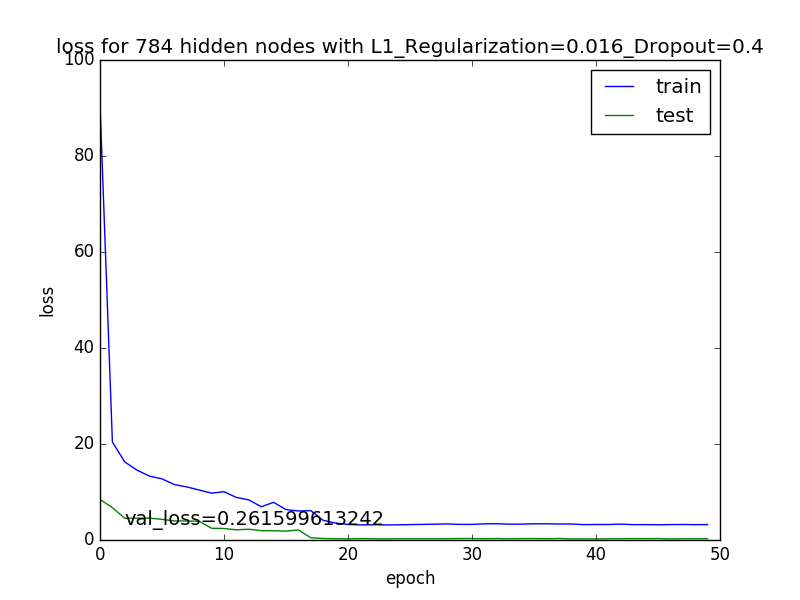 loss for 784 hidden nodes with L1_Regularization=0.016_Dropout=0.4
100
80
60
40
20
0
loss
train
test
val_loss=0.261599613242
0 10 20 30 40 50
epoch